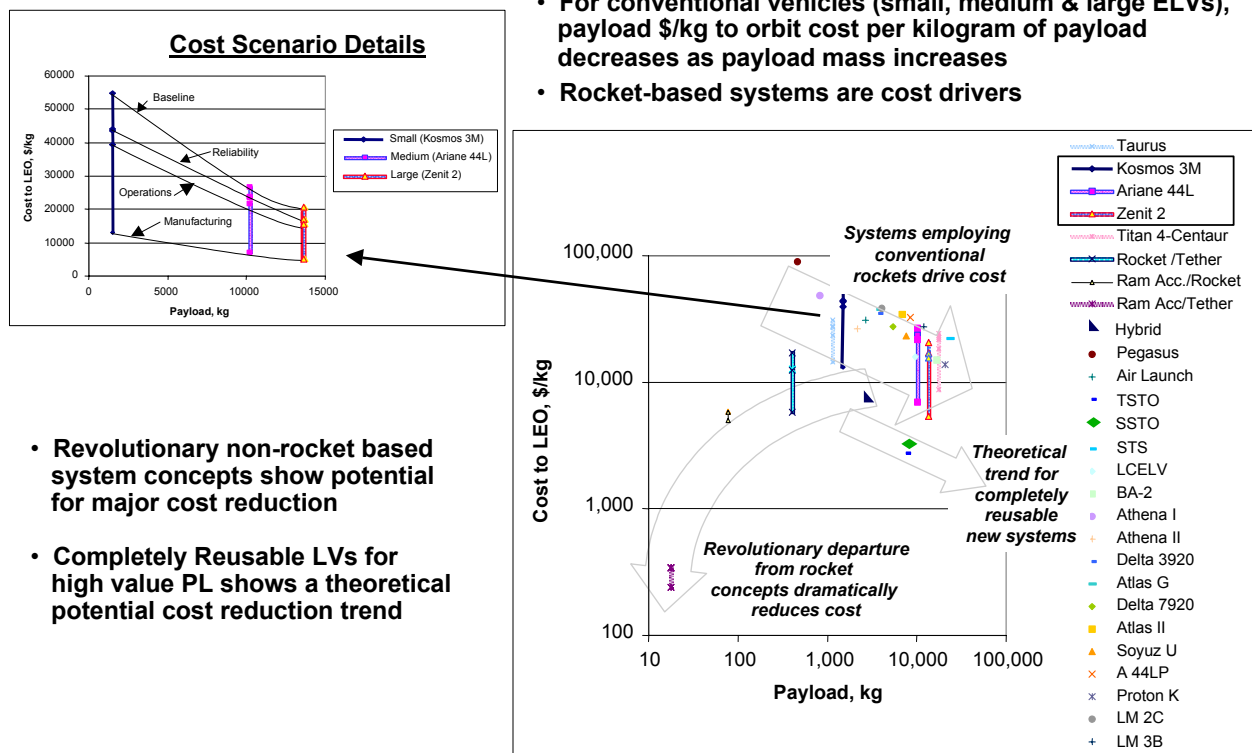 • For conventional vehicles (small, medium & large ELVs),
payload $/kg to orbit cost per kilogram of payload
decreases as payload mass increases
• Rocket-based systems are cost drivers
Cost Scenario Details
60000
50000
40000
30000
20000
10000
0
Cost to LEO, $/kg
Baseline
Reliability
Operations
Manufacturing
0 5000 10000 15000
Payload, kg
Small (Kosmos 3M)
Medium (Ariane 44L)
Large (Zenit 2)
• Revolutionary non-rocket based
system concepts show potential
for major cost reduction
• Completely Reusable LVs for
high value PL shows a theoretical
potential cost reduction trend
100,000
10,000
1,000
100
Cost to LEO, $/kg
Systems employing
conventional
rockets drive cost
Theoretical
trend for
completely
reusable
new systems
Revolutionary departure
from rocket
concepts dramatically
reduces cost
10 100 1,000 10,000 100,000
Payload, kg
Taurus
Kosmos 3M
Ariane 44L
Zenit 2
Titan 4-Centaur
Rocket /Tether
Ram Acc./Rocket
Ram Acc/Tether
Hybrid
Pegasus
Air Launch
TSTO
SSTO
STS
LCELV
BA-2
Athena I
Athena II
Delta 3920
Atlas G
Delta 7920
Atlas II
Soyuz U
A 44LP
Proton K
LM 2C
LM 3B